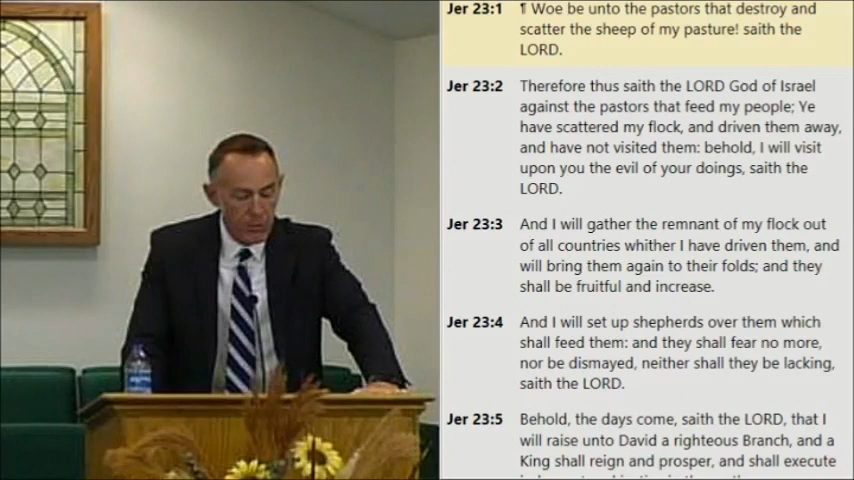 Jer 23:1 ¶ Woe be unto the pastors that destroy and
scatter the sheep of my pasture! saith the
LORD.
Jer 23:2 Therefore thus saith the LORD God of Israel
against the pastors that feed my people; Ye
have scattered my flock, and driven them away,
and have not visited them: behold, I will visit
upon you the evil of your doings, saith the
LORD.
Jer 23:3 And I will gather the remnant of my flock out
of all countries whither I have driven them, and
will bring them again to their folds; and they
shall be fruitful and increase.
Jer 23:4 And I will set up shepherds over them which
shall feed them: and they shall fear no more,
nor be dismayed, neither shall they be lacking,
saith the LORD.
Jer 23:5 Behold, the days come, saith the LORD, that I
will raise unto David a righteous Branch, and a
King shall reign and prosper, and shall execute